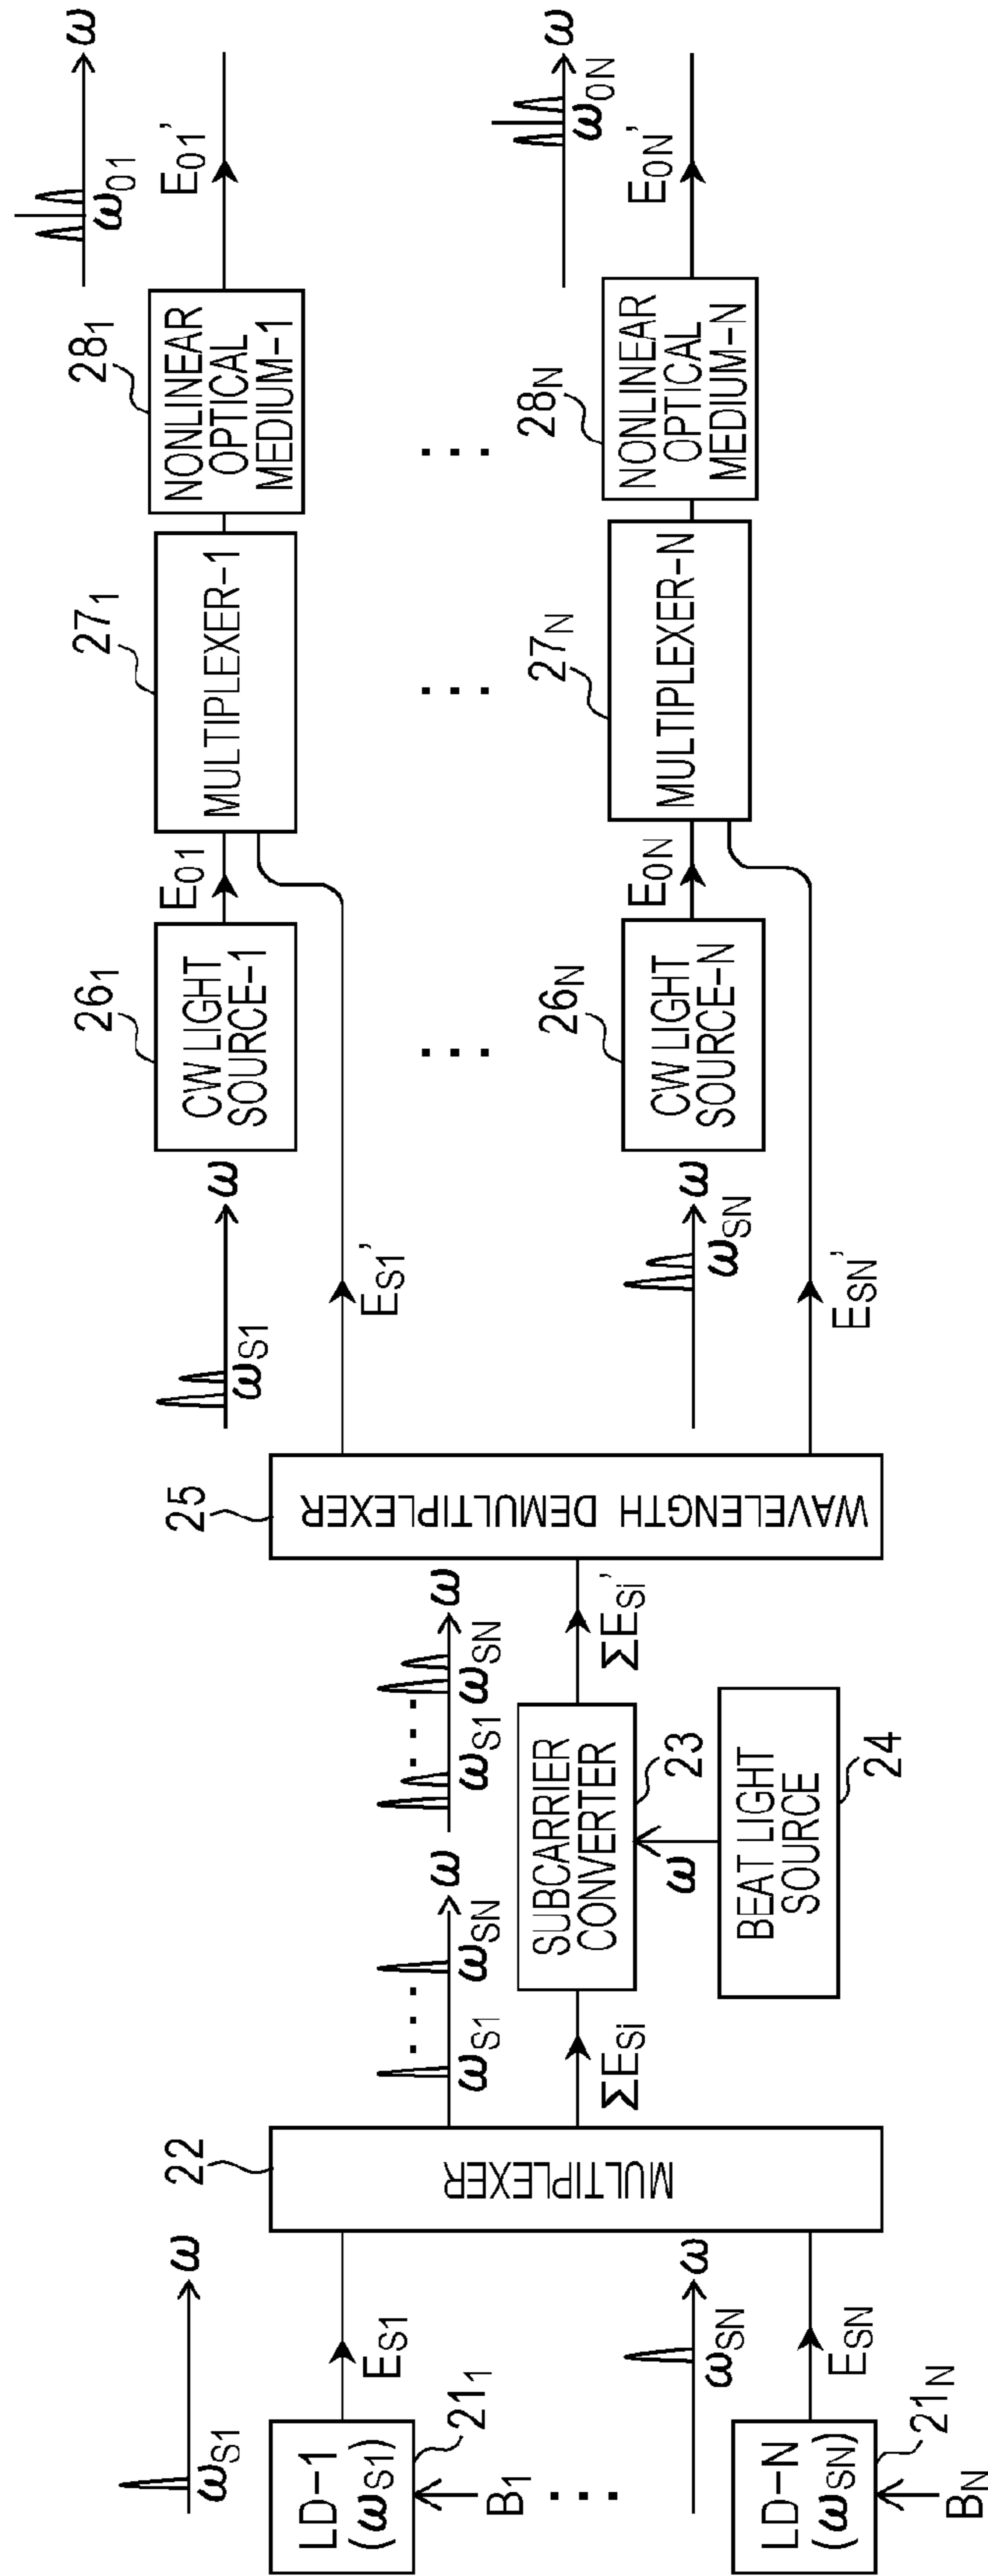 ωS1
ω
LD-1
(ωS1)
21₁
B₁
ES1
. . .
ωSN
ω
LD-N
(ωSN)
21N
BN
ESN
22
MULTIPLEXER
ωS1
. . .
ωSN
ω
ΣESi
SUBCARRIER
CONVERTER
23
ω
BEAT LIGHT
SOURCE
24
ωS1
. . .
ωSN
ω
ΣESi'
25
WAVELENGTH DEMULTIPLEXER
ωS1
ω
ES1'
ωSN
ω
ESN'
26₁
CW LIGHT
SOURCE-1
E01
27₁
MULTIPLEXER-1
28₁
NONLINEAR
OPTICAL
MEDIUM-1
ω01
ω
E01'
. . .
. . .
. . .
26N
CW LIGHT
SOURCE-N
E0N
27N
MULTIPLEXER-N
28N
NONLINEAR
OPTICAL
MEDIUM-N
ω0N
ω
E0N'